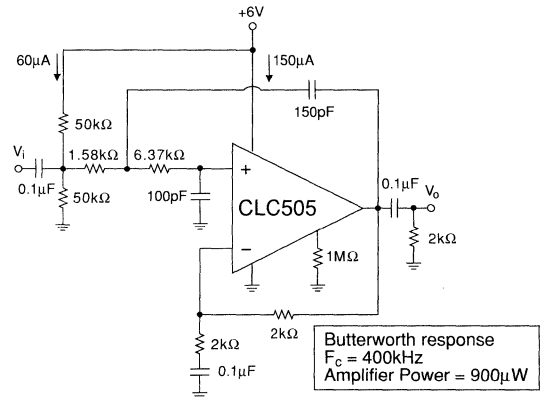 +6V
60μA
150μA
150pF
50kΩ
Vi
1.58kΩ
6.37kΩ
0.1μF
50kΩ
100pF
+
CLC505
−
0.1μF
Vo
2kΩ
1MΩ
2kΩ
2kΩ
0.1μF
Butterworth response
Fc = 400kHz
Amplifier Power = 900μW